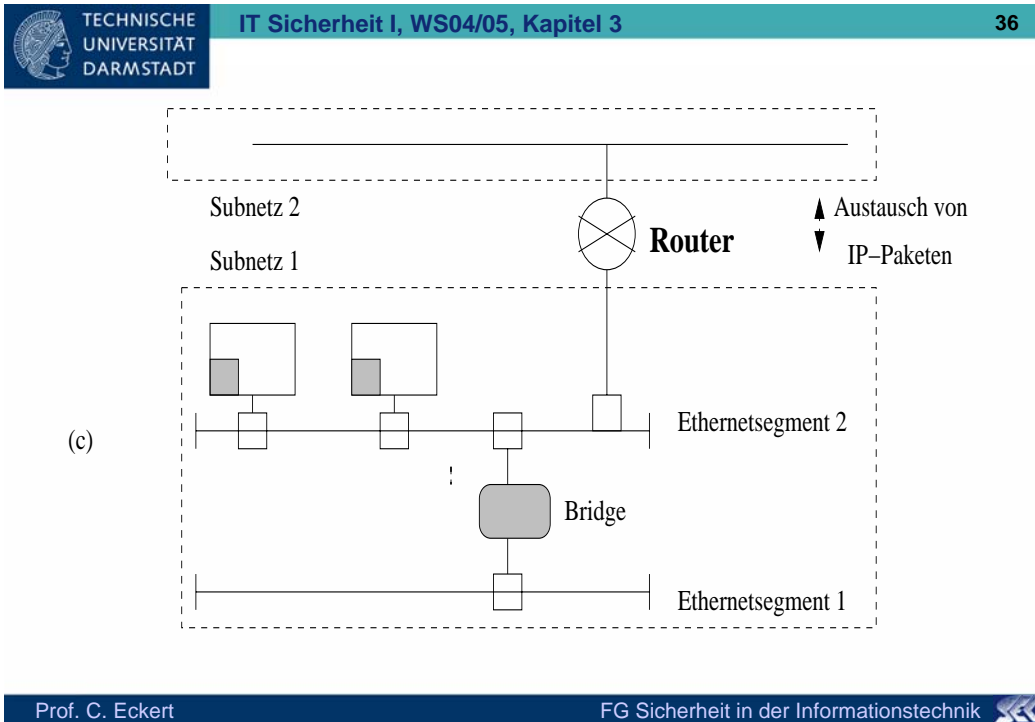 TECHNISCHE
UNIVERSITÄT
DARMSTADT
IT Sicherheit I, WS04/05, Kapitel 3
36
Subnetz 2
Router
Austausch von
IP–Paketen
Subnetz 1
(c)
Ethernetsegment 2
Bridge
Ethernetsegment 1
Prof. C. Eckert
FG Sicherheit in der Informationstechnik